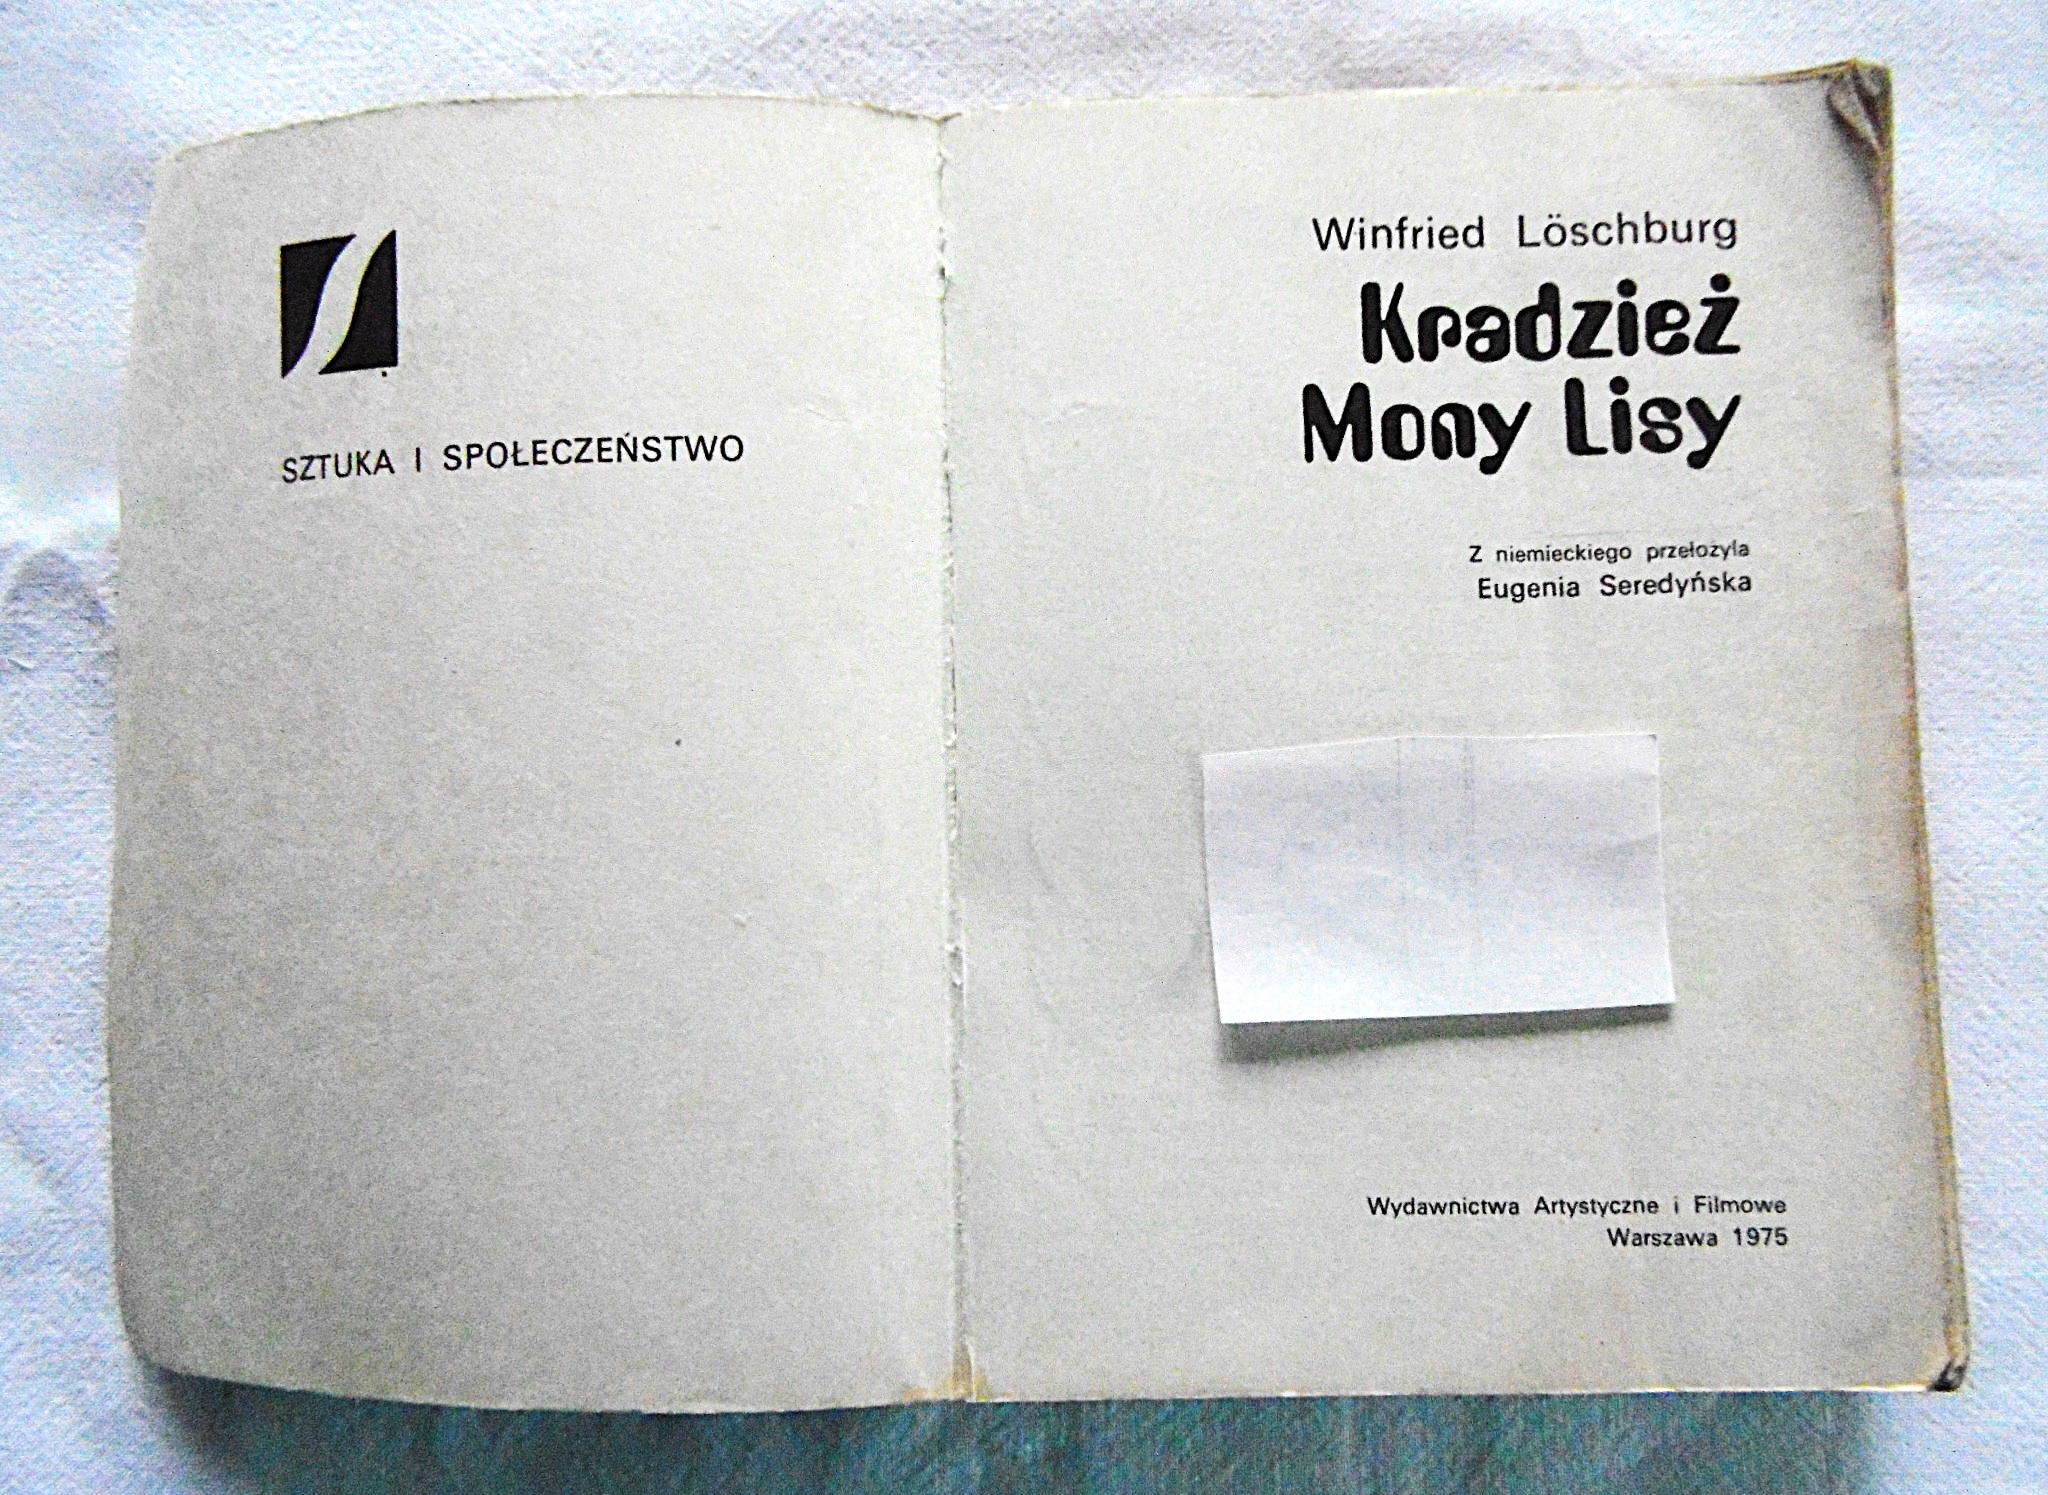 SZTUKA I SPOŁECZEŃSTWO
Winfried Löschburg
Kradzież
Mony Lisy
Z niemieckiego przełożyła
Eugenia Seredyńska
Wydawnictwa Artystyczne i Filmowe
Warszawa 1975